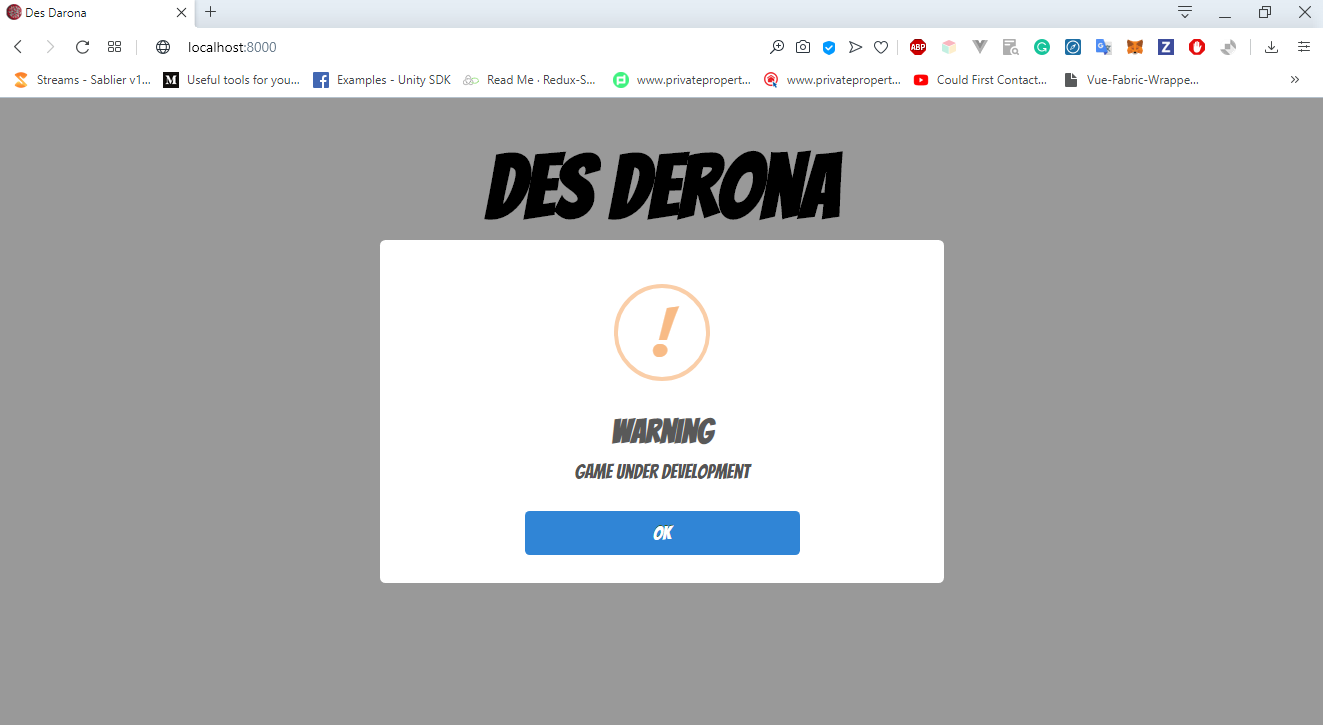 Des Darona
localhost:8000
ABP
Streams - Sablier v1...
M
Useful tools for you...
Examples - Unity SDK
Read Me · Redux-S...
www.privatepropert...
www.privatepropert...
Could First Contact...
Vue-Fabric-Wrappe...
»
DES DERONA
!
WARNING
GAME UNDER DEVELOPMENT
OK